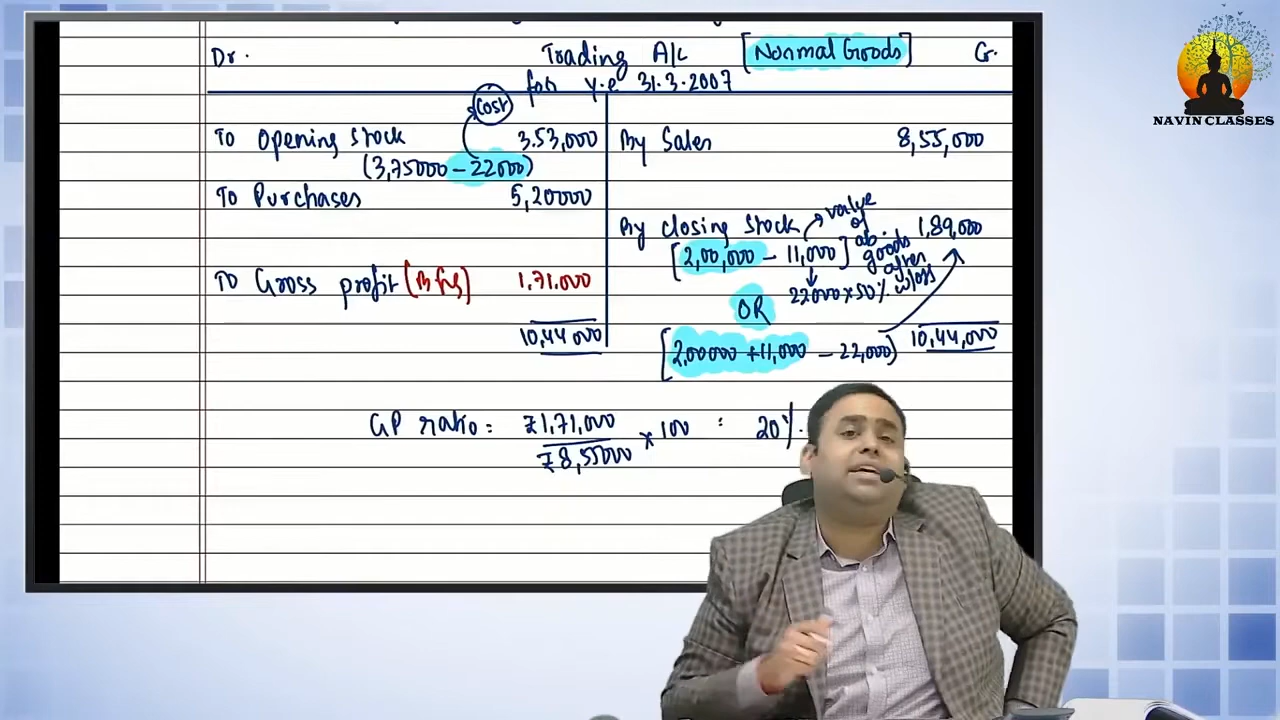 Dr. Trading A/c [Normal Goods] Cr.
for y.e 31.3.2007
Cost
To Opening Stock 3.53,000
(3,75000 - 22000)
To Purchases 5,20000
To Gross profit (B fig) 1.71.000
10,44,000
By Sales 8,55,000
By Closing Stock 1,89,000
[2,00,000 - 11,000]
value
of
ab.
goods
after
loss
22000 × 50%
OR
[2,00000 + 11,000 - 22,000]
10,44,000
GP ratio = ₹1,71,000 × 100 = 20%.
₹8,55000
NAVIN CLASSES